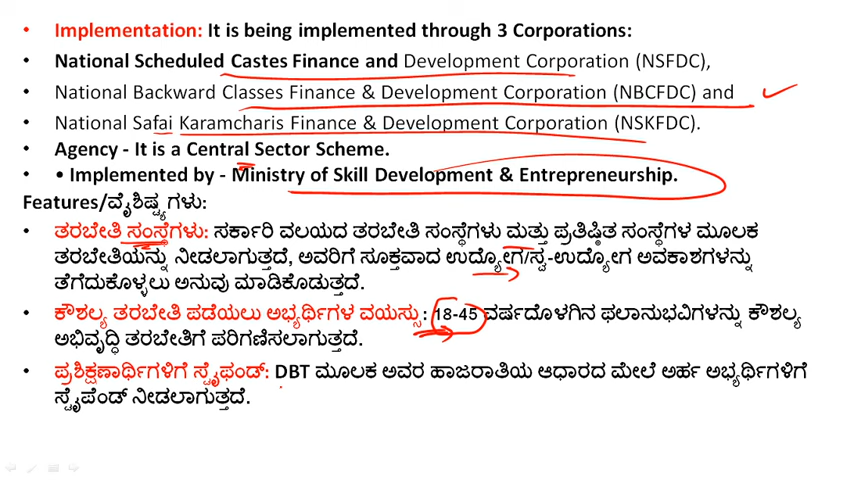 • Implementation: It is being implemented through 3 Corporations:
• National Scheduled Castes Finance and Development Corporation (NSFDC),
• National Backward Classes Finance & Development Corporation (NBCFDC) and
• National Safai Karamcharis Finance & Development Corporation (NSKFDC).
• Agency - It is a Central Sector Scheme.
• • Implemented by - Ministry of Skill Development & Entrepreneurship.
Features/ವೈಶಿಷ್ಟ್ಯಗಳು:
• ತರಬೇತಿ ಸಂಸ್ಥೆಗಳು: ಸರ್ಕಾರಿ ವಲಯದ ತರಬೇತಿ ಸಂಸ್ಥೆಗಳು ಮತ್ತು ಪ್ರತಿಷ್ಠಿತ ಸಂಸ್ಥೆಗಳ ಮೂಲಕ
ತರಬೇತಿಯನ್ನು ನೀಡಲಾಗುತ್ತದೆ, ಅವರಿಗೆ ಸೂಕ್ತವಾದ ಉದ್ಯೋಗ/ಸ್ವ-ಉದ್ಯೋಗ ಅವಕಾಶಗಳನ್ನು
ತೆಗೆದುಕೊಳ್ಳಲು ಅನುವು ಮಾಡಿಕೊಡುತ್ತದೆ.
• ಕೌಶಲ್ಯ ತರಬೇತಿ ಪಡೆಯಲು ಅಭ್ಯರ್ಥಿಗಳ ವಯಸ್ಸು: 18-45 ವರ್ಷದೊಳಗಿನ ಫಲಾನುಭವಿಗಳನ್ನು ಕೌಶಲ್ಯ
ಅಭಿವೃದ್ಧಿ ತರಬೇತಿಗೆ ಪರಿಗಣಿಸಲಾಗುತ್ತದೆ.
• ಪ್ರಶಿಕ್ಷಣಾರ್ಥಿಗಳಿಗೆ ಸ್ಟೈಫಂಡ್: DBT ಮೂಲಕ ಅವರ ಹಾಜರಾತಿಯ ಆಧಾರದ ಮೇಲೆ ಅರ್ಹ ಅಭ್ಯರ್ಥಿಗಳಿಗೆ
ಸ್ಟೈಪೆಂಡ್ ನೀಡಲಾಗುತ್ತದೆ.